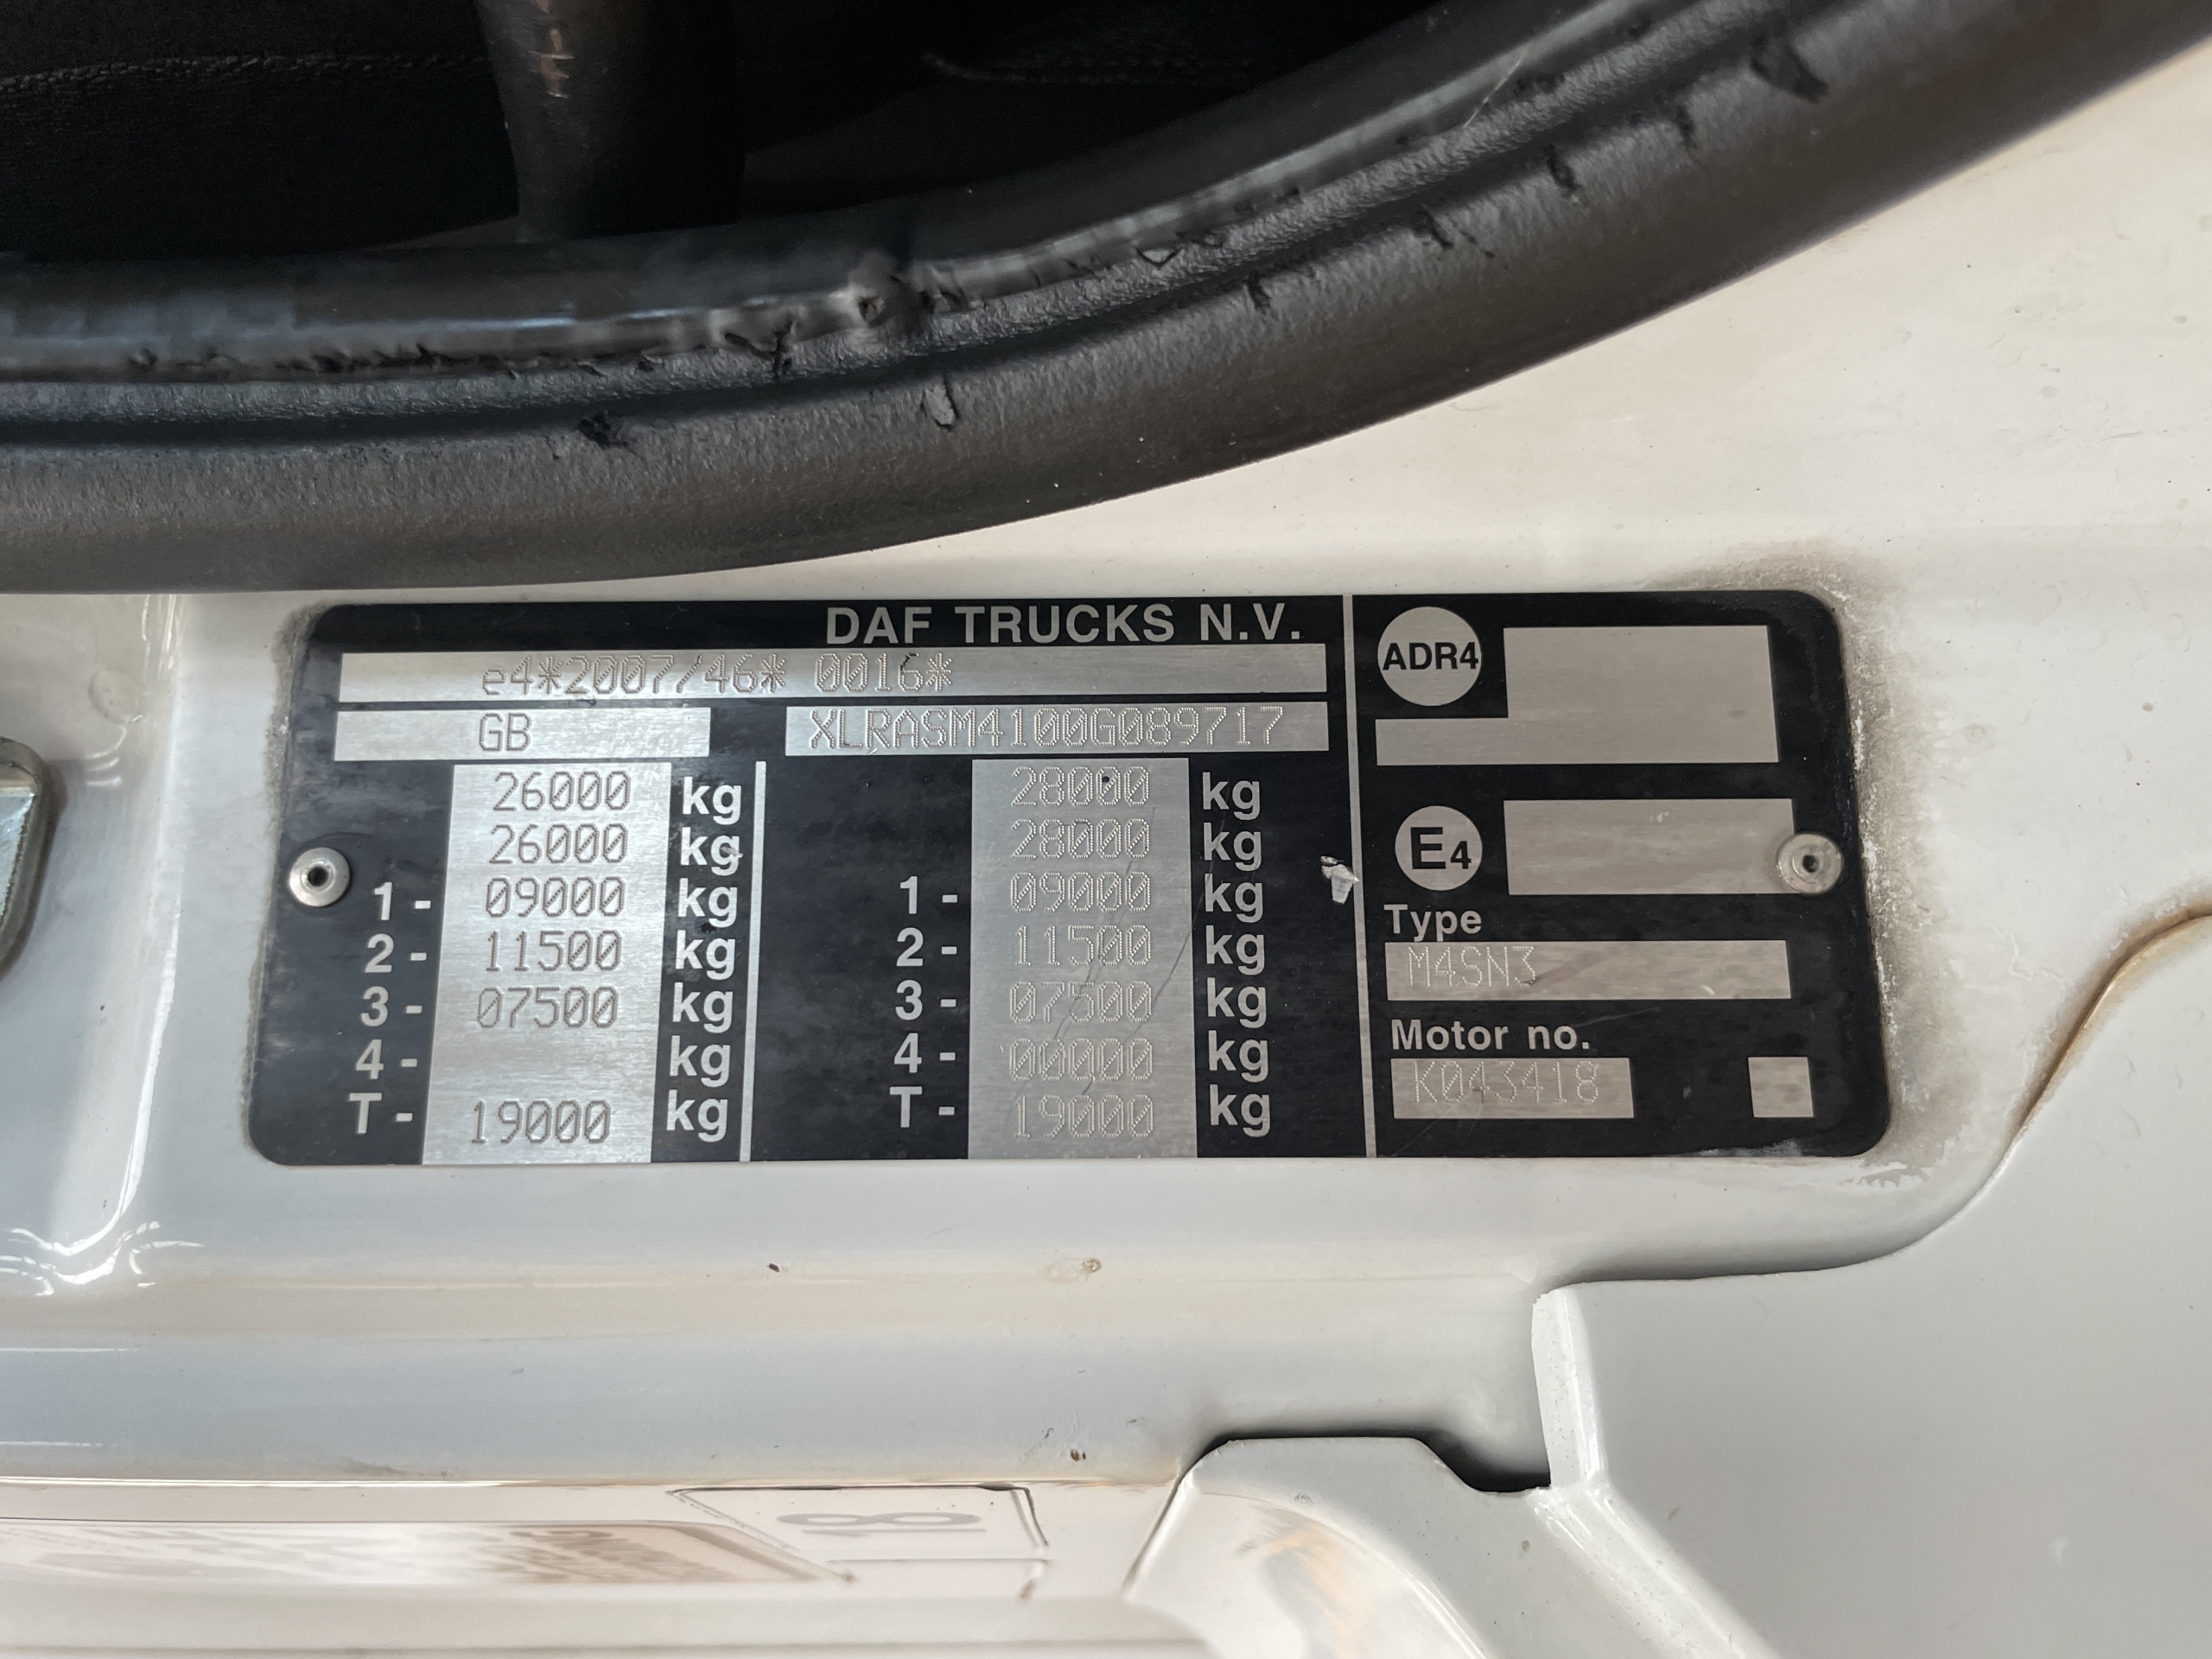 DAF TRUCKS N.V.
e4*2007/46* 0016*
GB XLRASM4100G089717
26000 kg 28000 kg
26000 kg 28000 kg
1- 09000 kg 1- 09000 kg
2- 11500 kg 2- 11500 kg
3- 07500 kg 3- 07500 kg
4- kg 4- 00000 kg
T- 19000 kg T- 19000 kg
ADR4
E4
Type
M4SN3
Motor no.
K043418
18